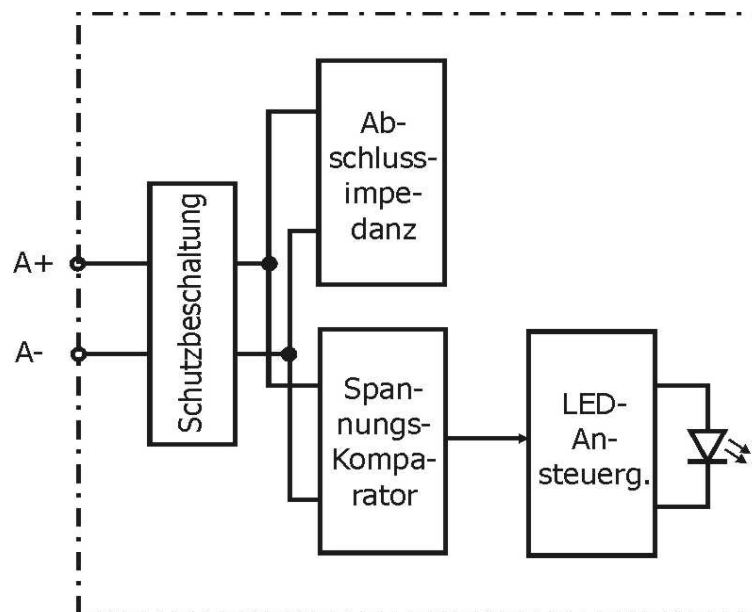 A+
A-
Schutzbeschaltung
Ab-
schluss-
impe-
danz
Span-
nungs-
Kompa-
rator
LED-
An-
steuerg.